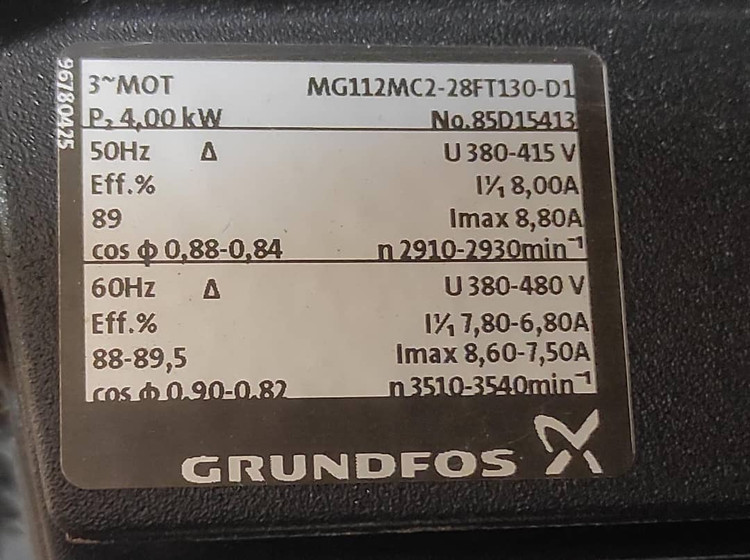 96780425
3~MOT MG112MC2-28FT130-D1
P₂ 4,00 kW No.85D15413
50Hz Δ U 380-415 V
Eff.% I¹⁄₁ 8,00A
89 Imax 8,80A
cos ф 0,88-0,84 n 2910-2930min⁻¹
60Hz Δ U 380-480 V
Eff.% I¹⁄₁ 7,80-6,80A
88-89,5 Imax 8,60-7,50A
cos ф 0,90-0,82 n 3510-3540min⁻¹
GRUNDFOS